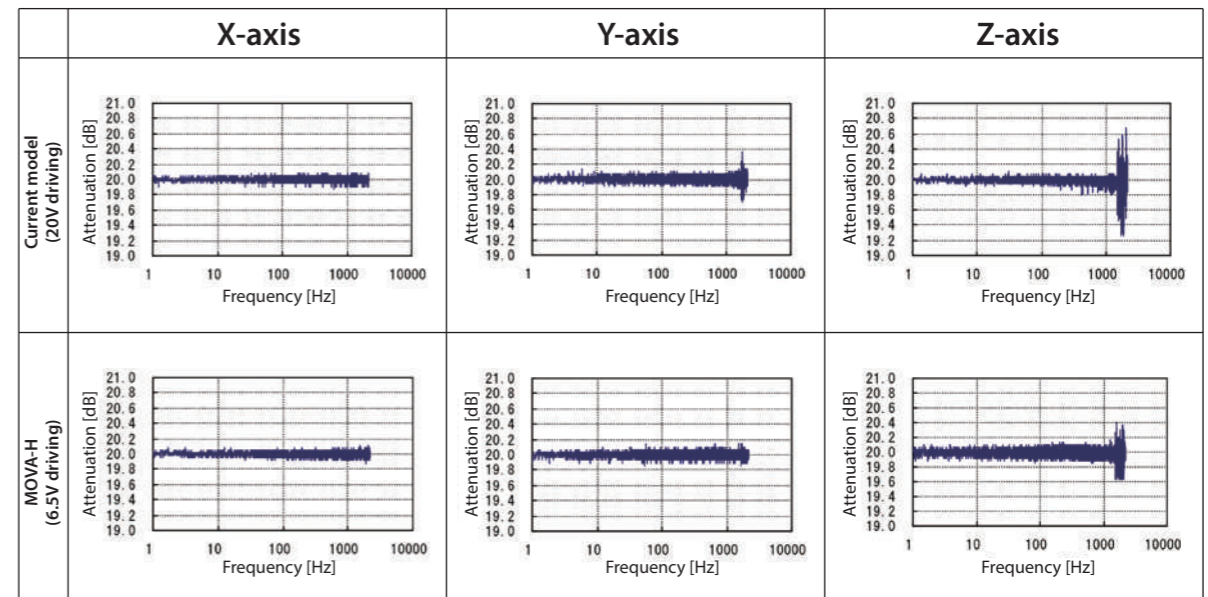 X-axis Y-axis Z-axis
Current model
(20V driving)
Attenuation [dB]
21.0
20.8
20.6
20.4
20.2
20.0
19.8
19.6
19.4
19.2
19.0
1 10 100 1000 10000
Frequency [Hz]
Attenuation [dB]
21.0
20.8
20.6
20.4
20.2
20.0
19.8
19.6
19.4
19.2
19.0
1 10 100 1000 10000
Frequency [Hz]
Attenuation [dB]
21.0
20.8
20.6
20.4
20.2
20.0
19.8
19.6
19.4
19.2
19.0
1 10 100 1000 10000
Frequency [Hz]
MOVA-H
(6.5V driving)
Attenuation [dB]
21.0
20.8
20.6
20.4
20.2
20.0
19.8
19.6
19.4
19.2
19.0
1 10 100 1000 10000
Frequency [Hz]
Attenuation [dB]
21.0
20.8
20.6
20.4
20.2
20.0
19.8
19.6
19.4
19.2
19.0
1 10 100 1000 10000
Frequency [Hz]
Attenuation [dB]
21.0
20.8
20.6
20.4
20.2
20.0
19.8
19.6
19.4
19.2
19.0
1 10 100 1000 10000
Frequency [Hz]